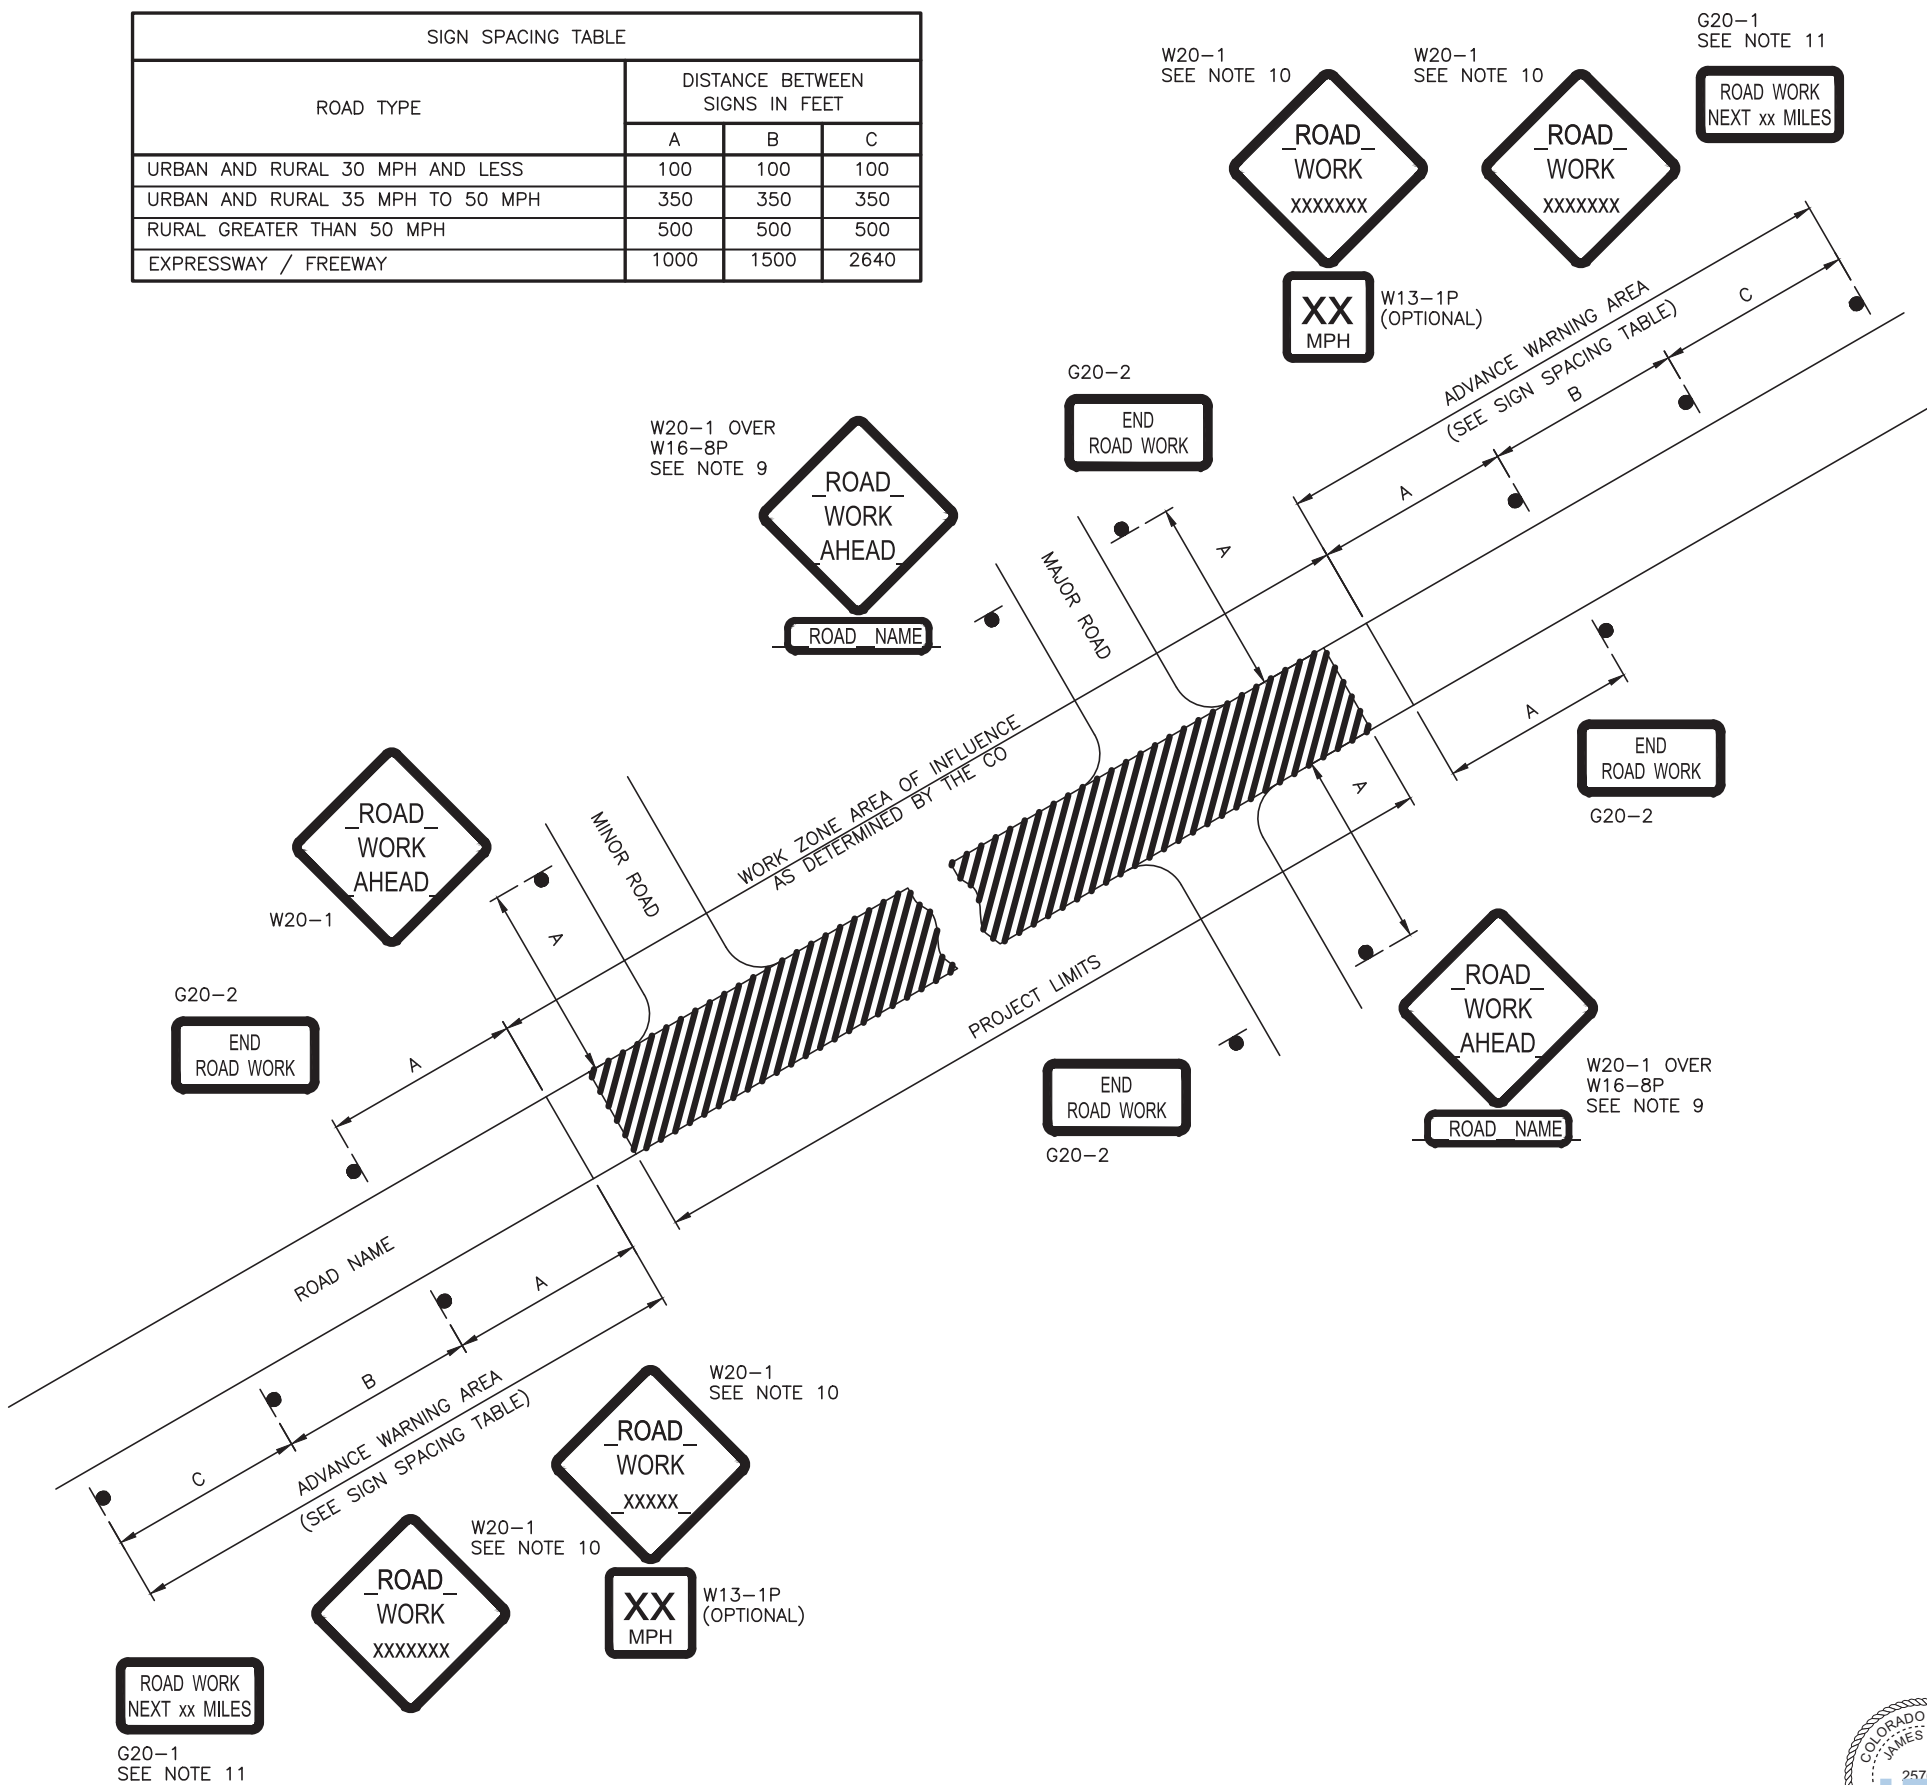 SIGN SPACING TABLE
ROAD TYPE
DISTANCE BETWEEN
SIGNS IN FEET
A B C
URBAN AND RURAL 30 MPH AND LESS 100 100 100
URBAN AND RURAL 35 MPH TO 50 MPH 350 350 350
RURAL GREATER THAN 50 MPH 500 500 500
EXPRESSWAY / FREEWAY 1000 1500 2640
W20-1
SEE NOTE 10
ROAD
WORK
XXXXXXX
XX
MPH
W13-1P
(OPTIONAL)
W20-1
SEE NOTE 10
ROAD
WORK
XXXXXXX
G20-1
SEE NOTE 11
ROAD WORK
NEXT xx MILES
ADVANCE WARNING AREA
(SEE SIGN SPACING TABLE)
A
B
C
G20-2
END
ROAD WORK
W20-1 OVER
W16-8P
SEE NOTE 9
ROAD
WORK
AHEAD
ROAD NAME
MAJOR ROAD
A
A
END
ROAD WORK
G20-2
WORK ZONE AREA OF INFLUENCE
AS DETERMINED BY THE CO
MINOR ROAD
A
A
ROAD
WORK
AHEAD
W20-1
G20-2
END
ROAD WORK
A
PROJECT LIMITS
ROAD
WORK
AHEAD
ROAD NAME
W20-1 OVER
W16-8P
SEE NOTE 9
END
ROAD WORK
G20-2
ROAD NAME
A
B
C
ADVANCE WARNING AREA
(SEE SIGN SPACING TABLE)
W20-1
SEE NOTE 10
ROAD
WORK
XXXXX
XX
MPH
W13-1P
(OPTIONAL)
W20-1
SEE NOTE 10
ROAD
WORK
XXXXXXX
ROAD WORK
NEXT xx MILES
G20-1
SEE NOTE 11
COLORADO
JAMES
257